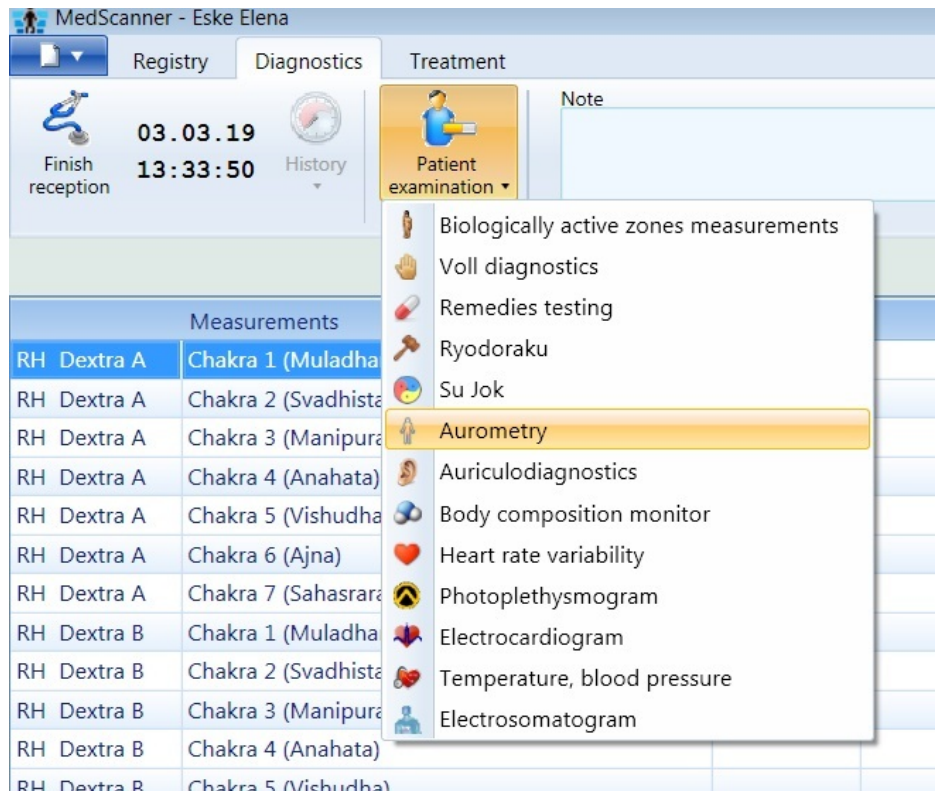 MedScanner - Eske Elena
Registry Diagnostics Treatment
Finish reception
03.03.19
13:33:50
History
Patient examination
Note
Biologically active zones measurements
Voll diagnostics
Remedies testing
Ryodoraku
Su Jok
Aurometry
Auriculodiagnostics
Body composition monitor
Heart rate variability
Photoplethysmogram
Electrocardiogram
Temperature, blood pressure
Electrosomatogram
Measurements
RH Dextra A Chakra 1 (Muladha
RH Dextra A Chakra 2 (Svadhista
RH Dextra A Chakra 3 (Manipura
RH Dextra A Chakra 4 (Anahata)
RH Dextra A Chakra 5 (Vishudha
RH Dextra A Chakra 6 (Ajna)
RH Dextra A Chakra 7 (Sahasrara
RH Dextra B Chakra 1 (Muladha
RH Dextra B Chakra 2 (Svadhista
RH Dextra B Chakra 3 (Manipura
RH Dextra B Chakra 4 (Anahata)
RH Dextra B Chakra 5 (Vishudha)